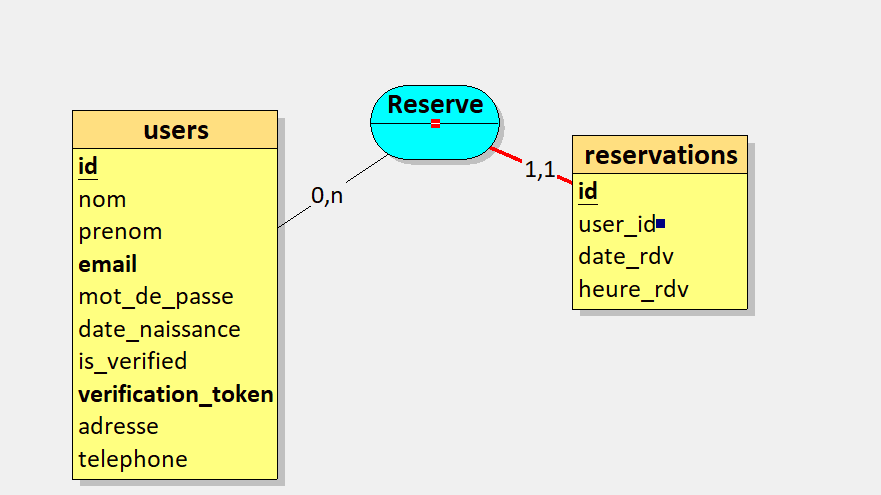 users
id
nom
prenom
email
mot_de_passe
date_naissance
is_verified
verification_token
adresse
telephone
0,n
Reserve
1,1
reservations
id
user_id
date_rdv
heure_rdv